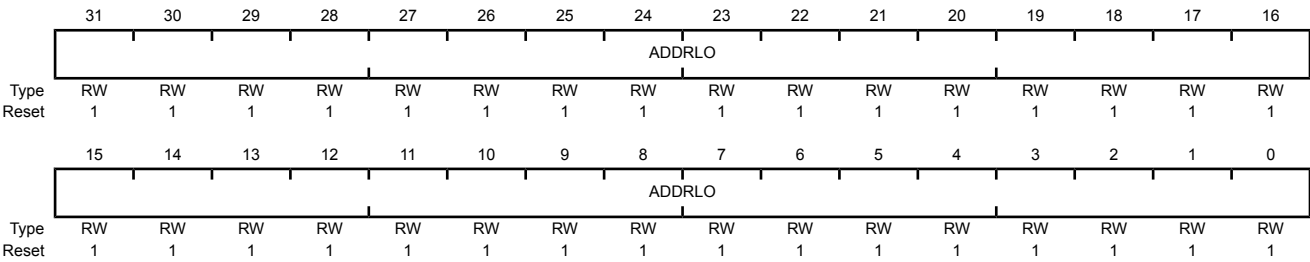 31 30 29 28 27 26 25 24 23 22 21 20 19 18 17 16
ADDRLO
Type RW RW RW RW RW RW RW RW RW RW RW RW RW RW RW RW
Reset 1 1 1 1 1 1 1 1 1 1 1 1 1 1 1 1
15 14 13 12 11 10 9 8 7 6 5 4 3 2 1 0
ADDRLO
Type RW RW RW RW RW RW RW RW RW RW RW RW RW RW RW RW
Reset 1 1 1 1 1 1 1 1 1 1 1 1 1 1 1 1